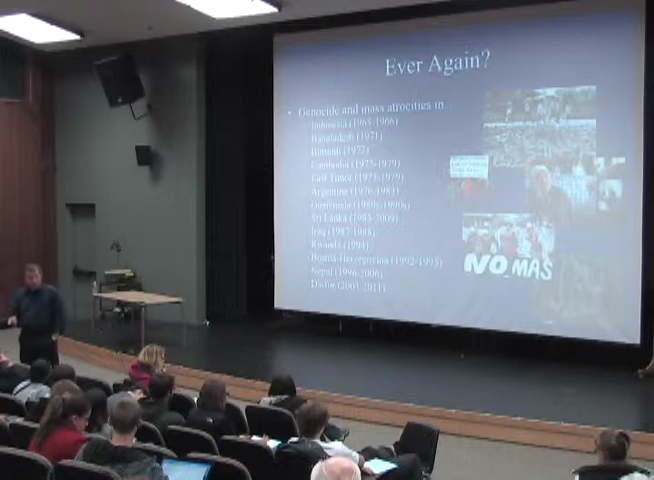 Ever Again?
• Genocide and mass atrocities in
Indonesia (1965-1966)
Bangladesh (1971)
Burundi (1972)
Cambodia (1975-1979)
East Timor (1975-1979)
Argentina (1976-1983)
Guatemala (1980s-1990s)
Sri Lanka (1983-2009)
Iraq (1987-1988)
Rwanda (1994)
Bosnia-Hercegovina (1992-1995)
Nepal (1996-2006)
Darfur (2003-2011)
NO MAS